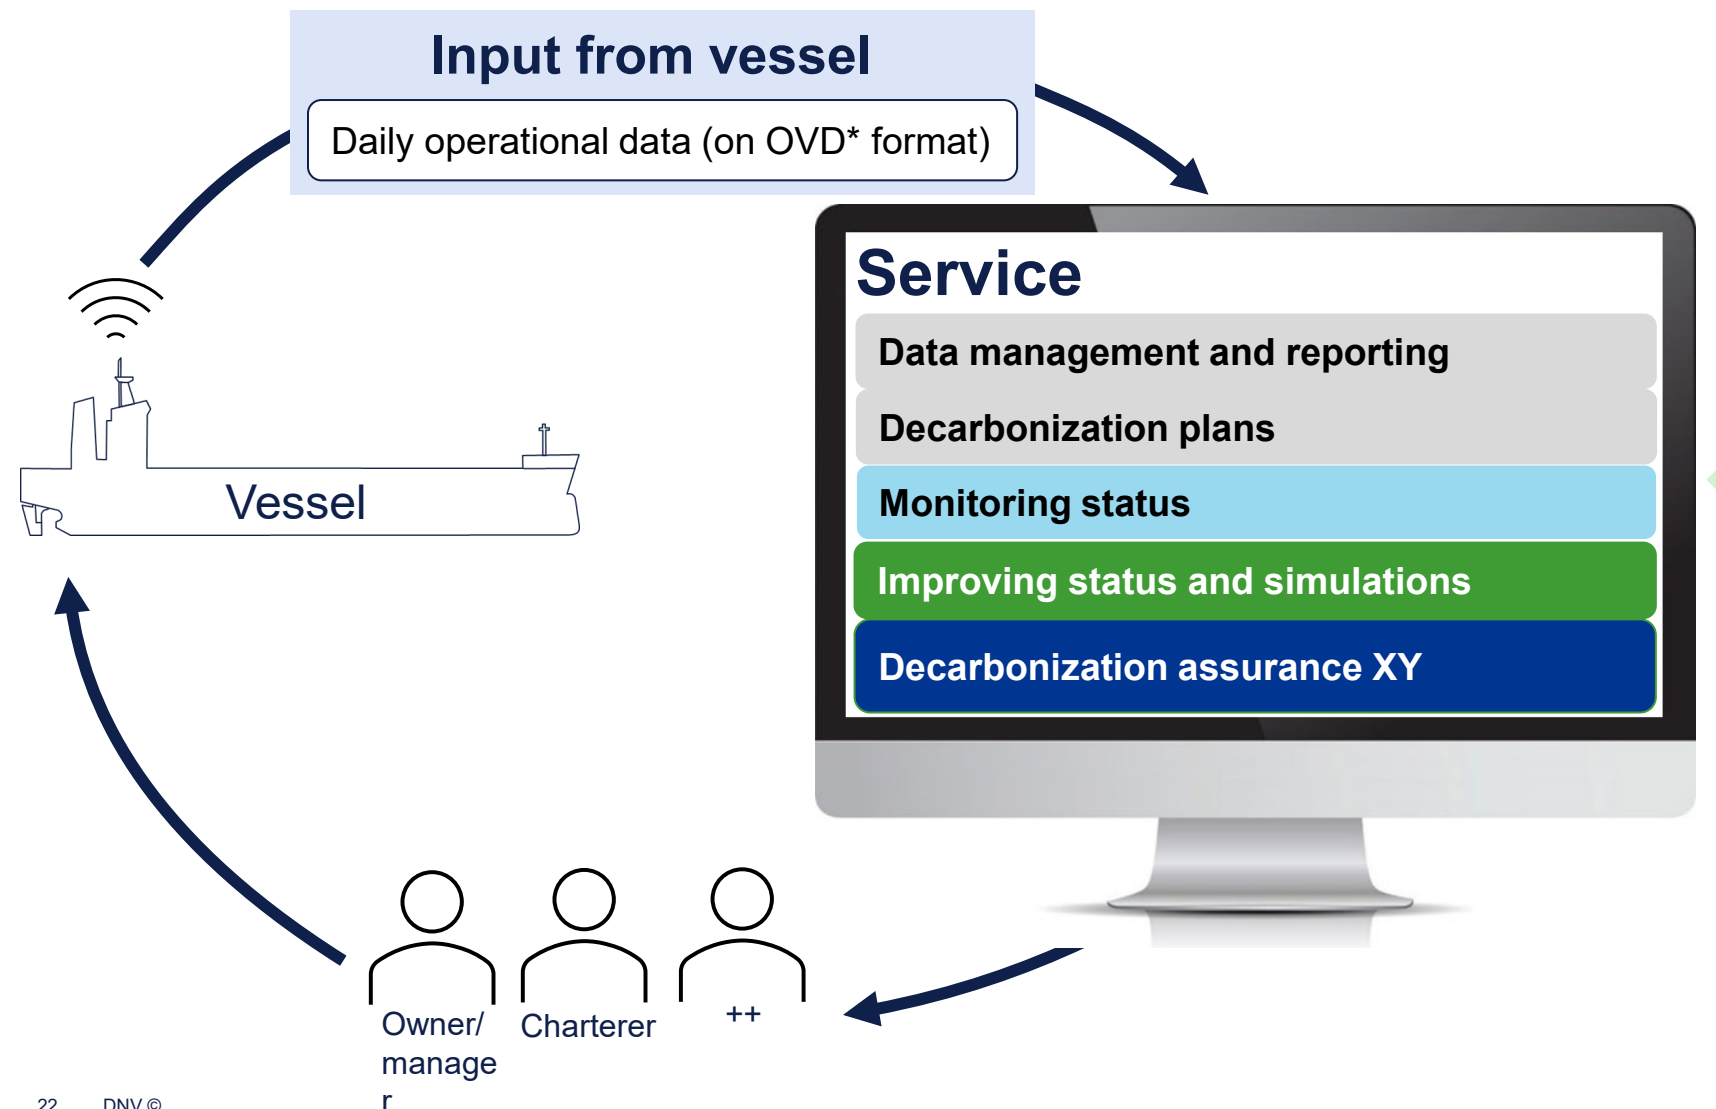 Input from vessel
Daily operational data (on OVD* format)
Service
Data management and reporting
Decarbonization plans
Monitoring status
Improving status and simulations
Decarbonization assurance XY
Vessel
Owner/
manage
r
Charterer
++
22 DNV ©